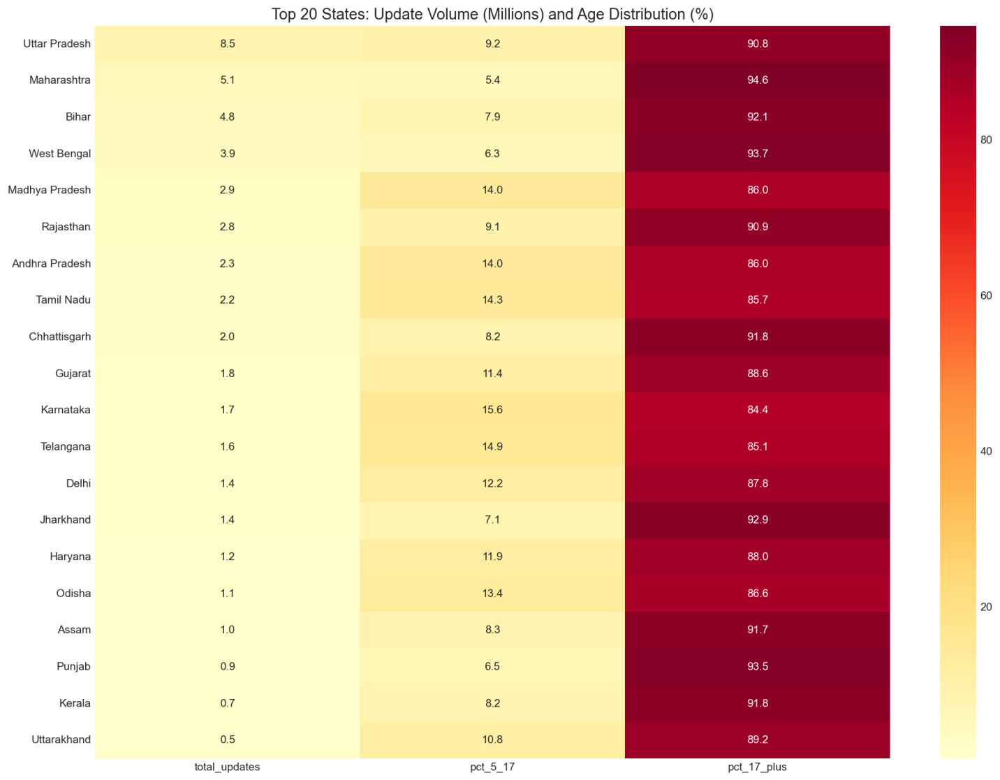 Top 20 States: Update Volume (Millions) and Age Distribution (%)
Uttar Pradesh 8.5 9.2 90.8
Maharashtra 5.1 5.4 94.6
Bihar 4.8 7.9 92.1
West Bengal 3.9 6.3 93.7
Madhya Pradesh 2.9 14.0 86.0
Rajasthan 2.8 9.1 90.9
Andhra Pradesh 2.3 14.0 86.0
Tamil Nadu 2.2 14.3 85.7
Chhattisgarh 2.0 8.2 91.8
Gujarat 1.8 11.4 88.6
Karnataka 1.7 15.6 84.4
Telangana 1.6 14.9 85.1
Delhi 1.4 12.2 87.8
Jharkhand 1.4 7.1 92.9
Haryana 1.2 11.9 88.0
Odisha 1.1 13.4 86.6
Assam 1.0 8.3 91.7
Punjab 0.9 6.5 93.5
Kerala 0.7 8.2 91.8
Uttarakhand 0.5 10.8 89.2
total_updates pct_5_17 pct_17_plus
80
60
40
20